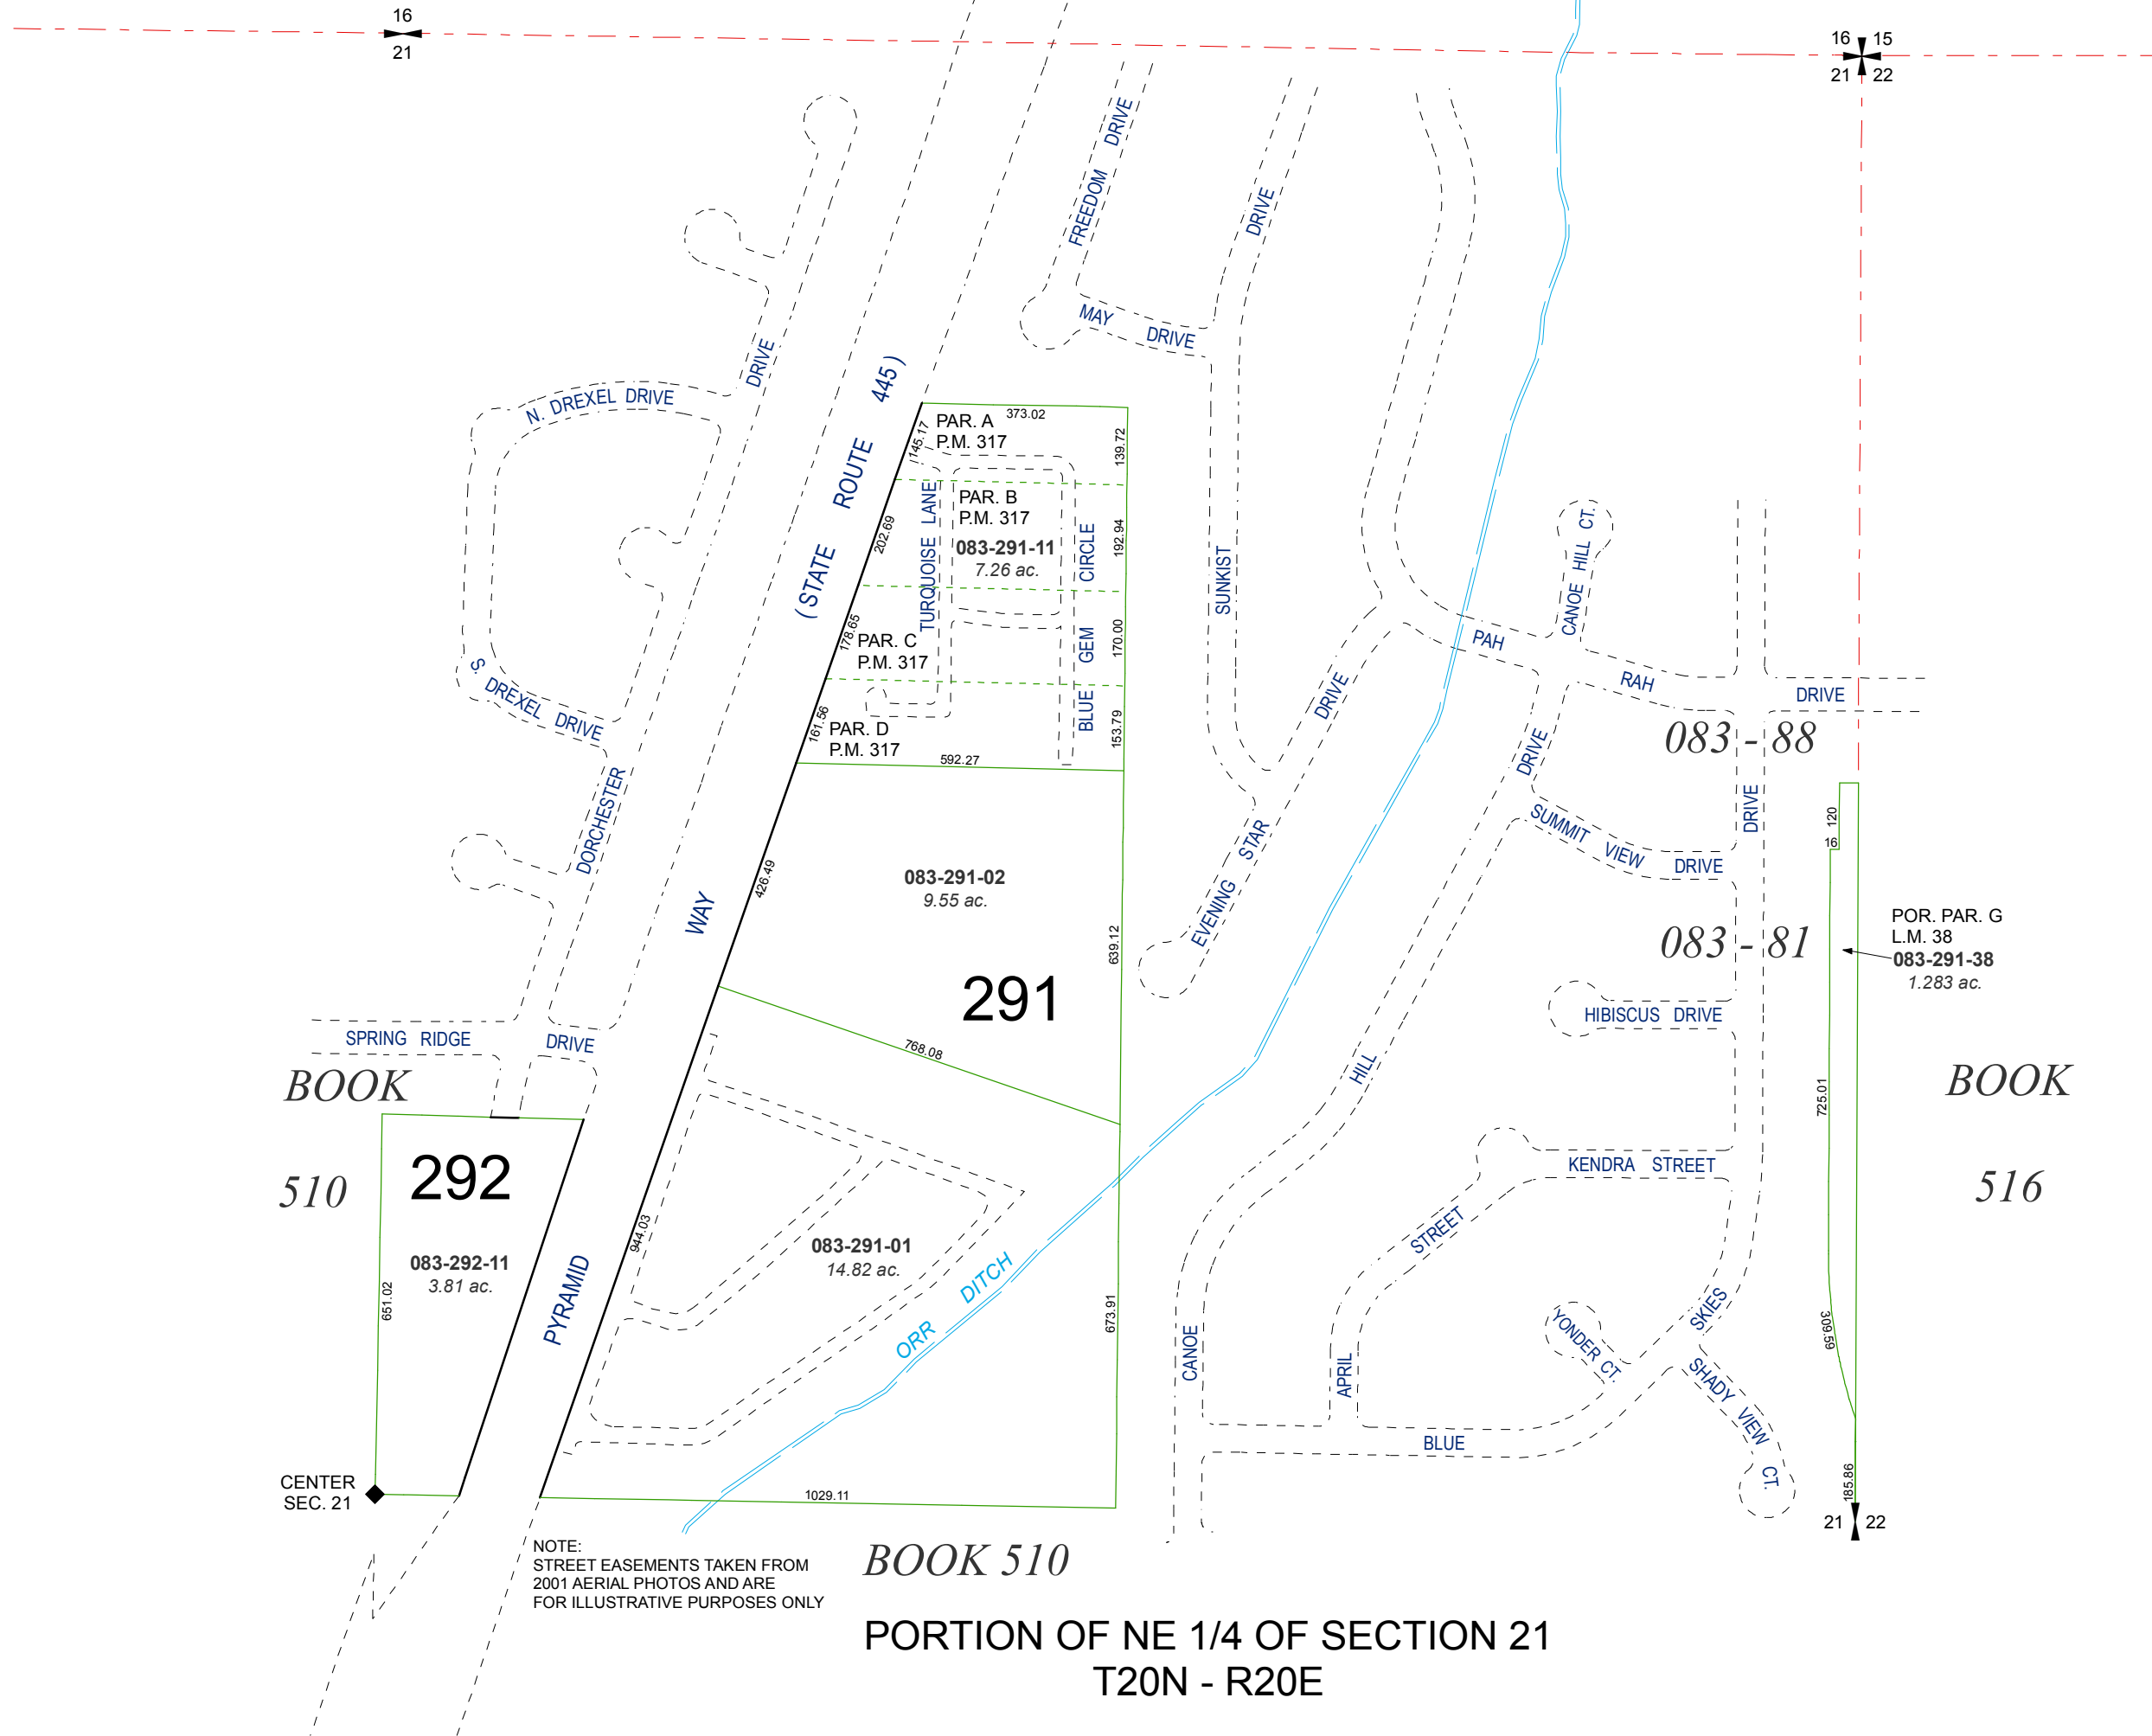 16
21
16 15
21 22
FREEDOM DRIVE
DRIVE
MAY DRIVE
SUNKIST
N. DREXEL DRIVE
DRIVE
S. DREXEL DRIVE
DORCHESTER
( STATE ROUTE 445 )
WAY
PYRAMID
PAR. A
P.M. 317
373.02
145.17
139.72
PAR. B
P.M. 317
083-291-11
7.26 ac.
202.69
192.94
TURQUOISE LANE
BLUE GEM CIRCLE
PAR. C
P.M. 317
178.65
170.00
PAR. D
P.M. 317
161.56
153.79
592.27
CANOE HILL CT.
PAH RAH DRIVE
083 - 88
DRIVE
DRIVE
DRIVE
SUMMIT VIEW DRIVE
EVENING STAR
120
16
083-291-02
9.55 ac.
426.49
639.12
291
768.08
083 - 81
POR. PAR. G
L.M. 38
083-291-38
1.283 ac.
HIBISCUS DRIVE
SPRING RIDGE DRIVE
BOOK
510
292
083-292-11
3.81 ac.
651.02
944.03
083-291-01
14.82 ac.
673.91
ORR DITCH
HILL
CANOE
KENDRA STREET
STREET
APRIL
YONDER CT.
SKIES
SHADY VIEW CT.
BLUE
725.01
309.59
185.86
BOOK
516
CENTER
SEC. 21
1029.11
21 22
NOTE:
STREET EASEMENTS TAKEN FROM
2001 AERIAL PHOTOS AND ARE
FOR ILLUSTRATIVE PURPOSES ONLY
BOOK 510
PORTION OF NE 1/4 OF SECTION 21
T20N - R20E